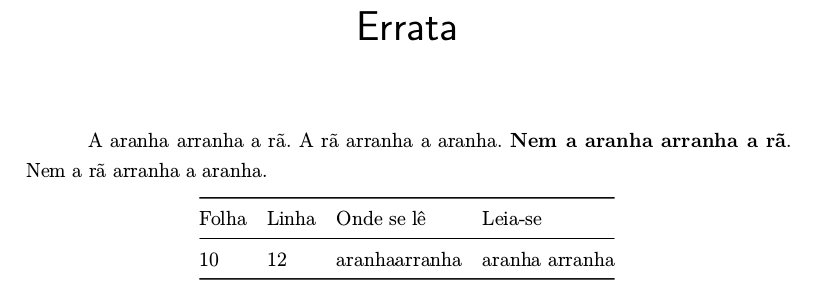 Errata
A aranha arranha a rã. A rã arranha a aranha. Nem a aranha arranha a rã.
Nem a rã arranha a aranha.
Folha Linha Onde se lê Leia-se
10 12 aranhaarranha aranha arranha